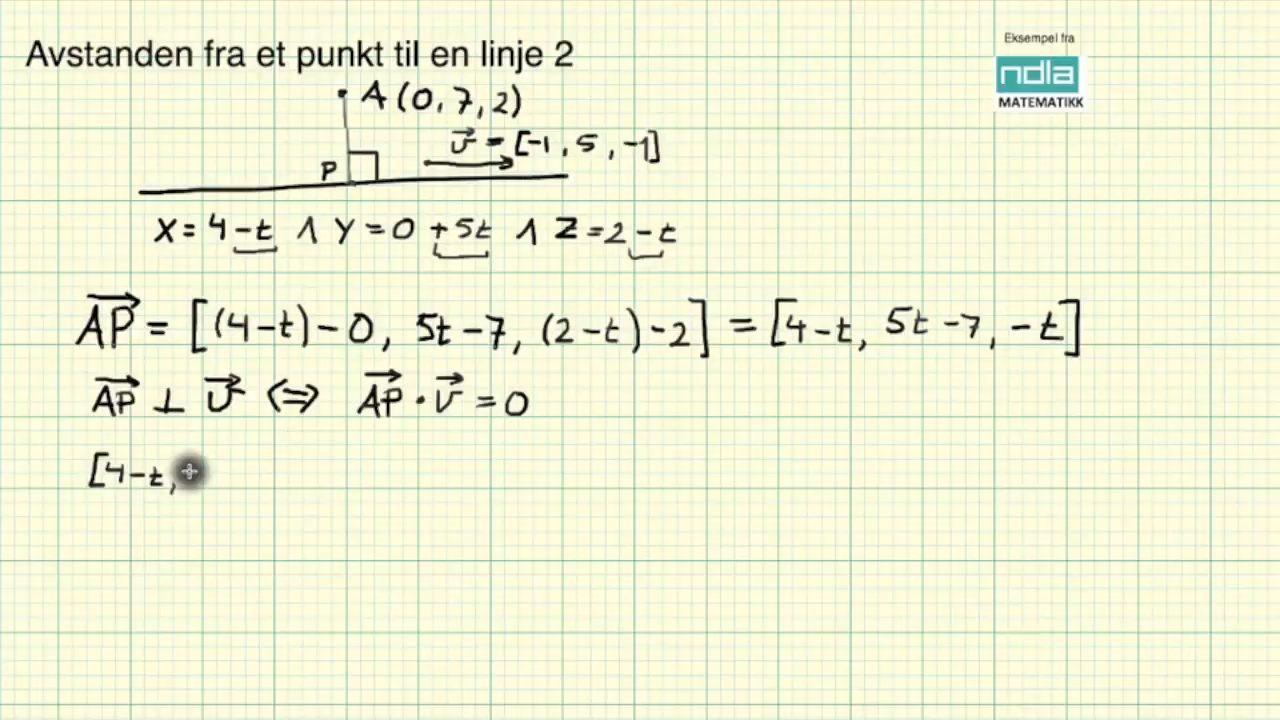 Eksempel fra
Avstanden fra et punkt til en linje 2
ndla
MATEMATIKK
A (0, 7, 2)
v⃗ = [-1, 5, -1]
P
X = 4 - t ∧ Y = 0 + 5t ∧ Z = 2 - t
AP⃗ = [(4-t)-0, 5t-7, (2-t)-2] = [4-t, 5t-7, -t]
AP⃗ ⊥ v⃗ ⇔ AP⃗ · v⃗ = 0
[4-t,